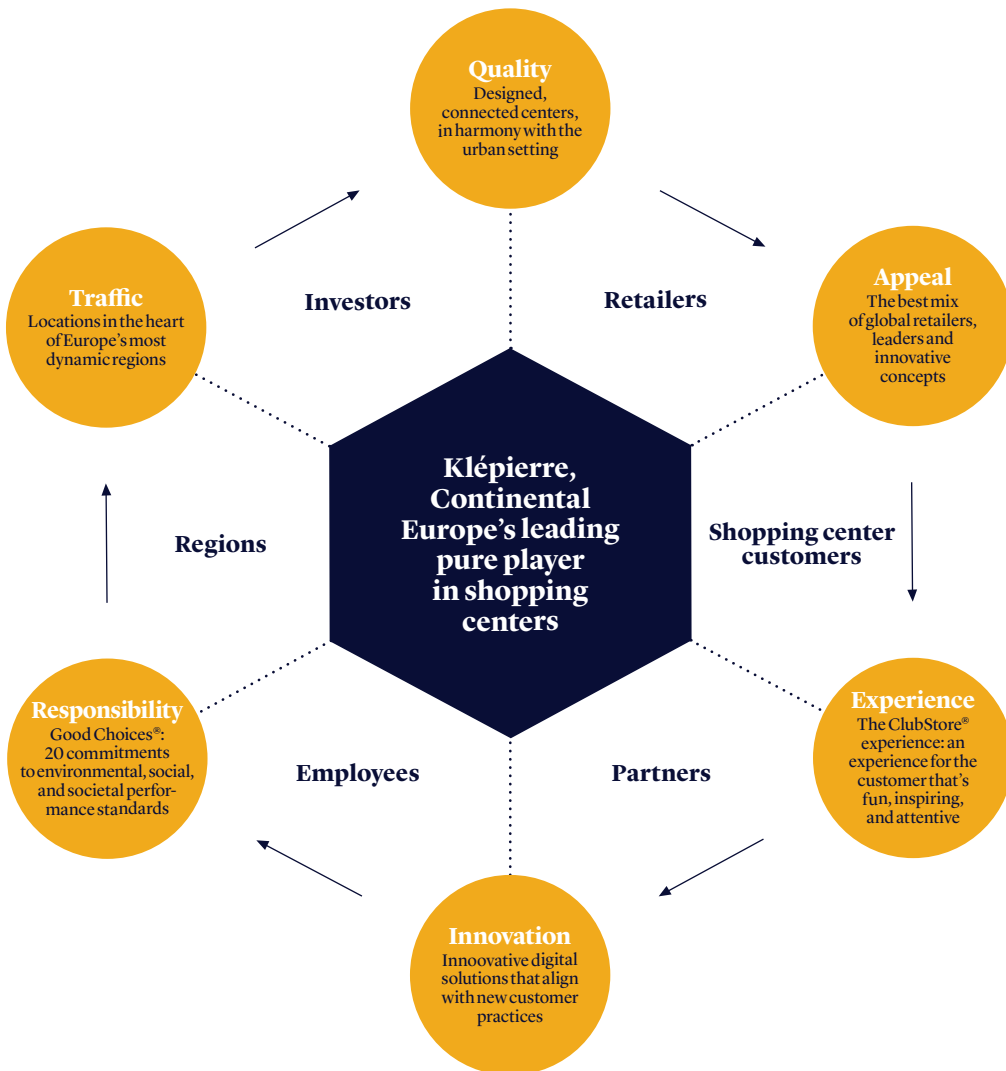 Quality
Designed,
connected centers,
in harmony with the
urban setting
Traffic
Locations in the heart
of Europe's most
dynamic regions
Investors
Retailers
Appeal
The best mix
of global retailers,
leaders and
innovative
concepts
Klépierre,
Continental
Europe's leading
pure player
in shopping
centers
Regions
Shopping center
customers
Responsibility
Good Choices®:
20 commitments
to environmental, social,
and societal perfor-
mance standards
Employees
Partners
Experience
The ClubStore®
experience: an
experience for the
customer that's
fun, inspiring,
and attentive
Innovation
Innoovative digital
solutions that align
with new customer
practices